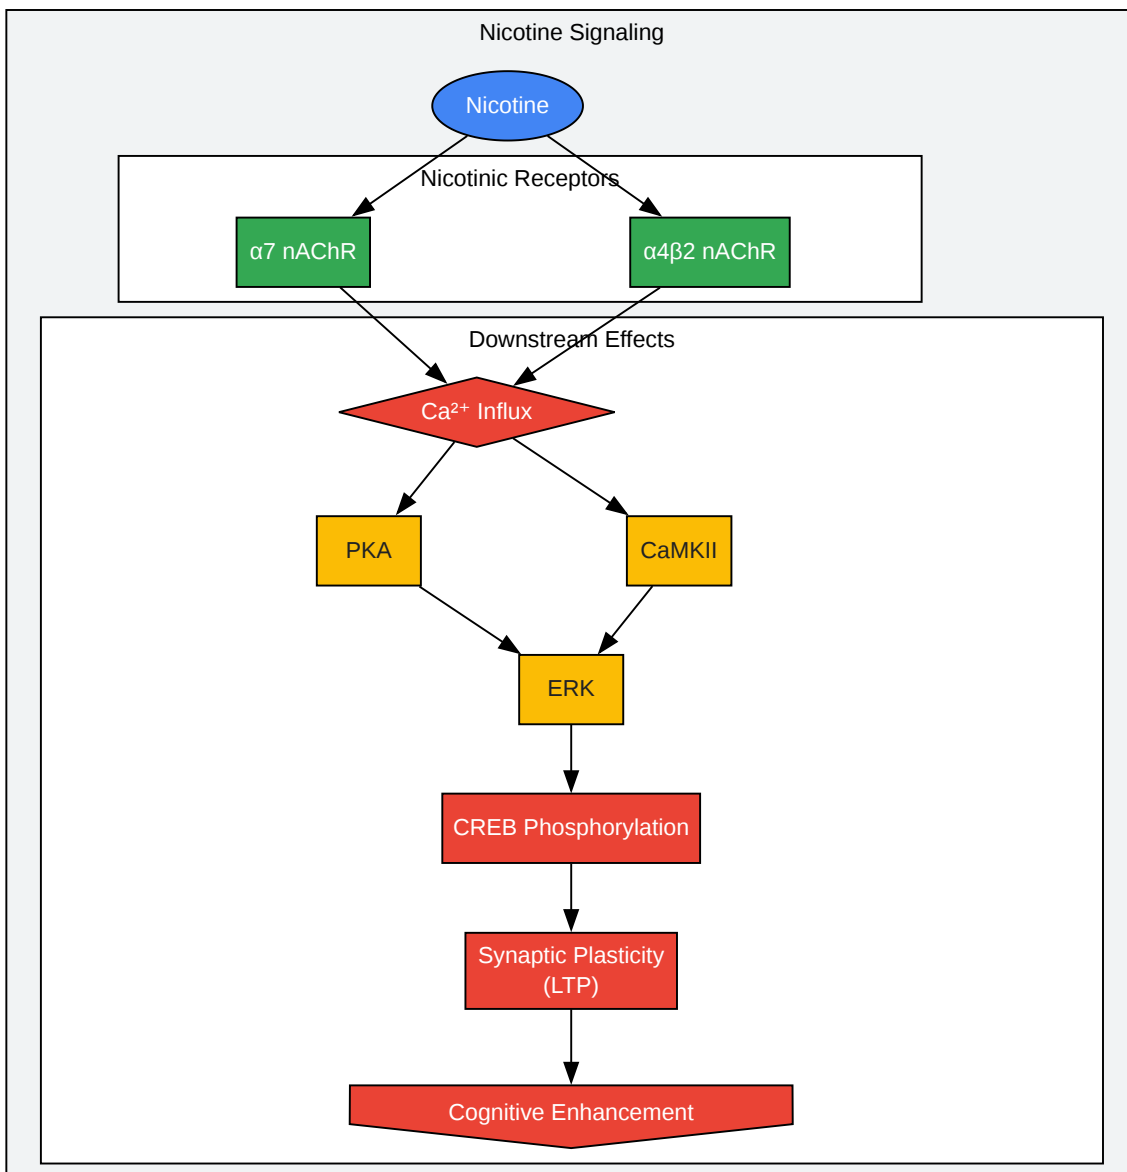 Nicotine Signaling
Nicotine
Nicotinic Receptors
α7 nAChR
α4β2 nAChR
Downstream Effects
Ca²⁺ Influx
PKA
CaMKII
ERK
CREB Phosphorylation
Synaptic Plasticity
(LTP)
Cognitive Enhancement